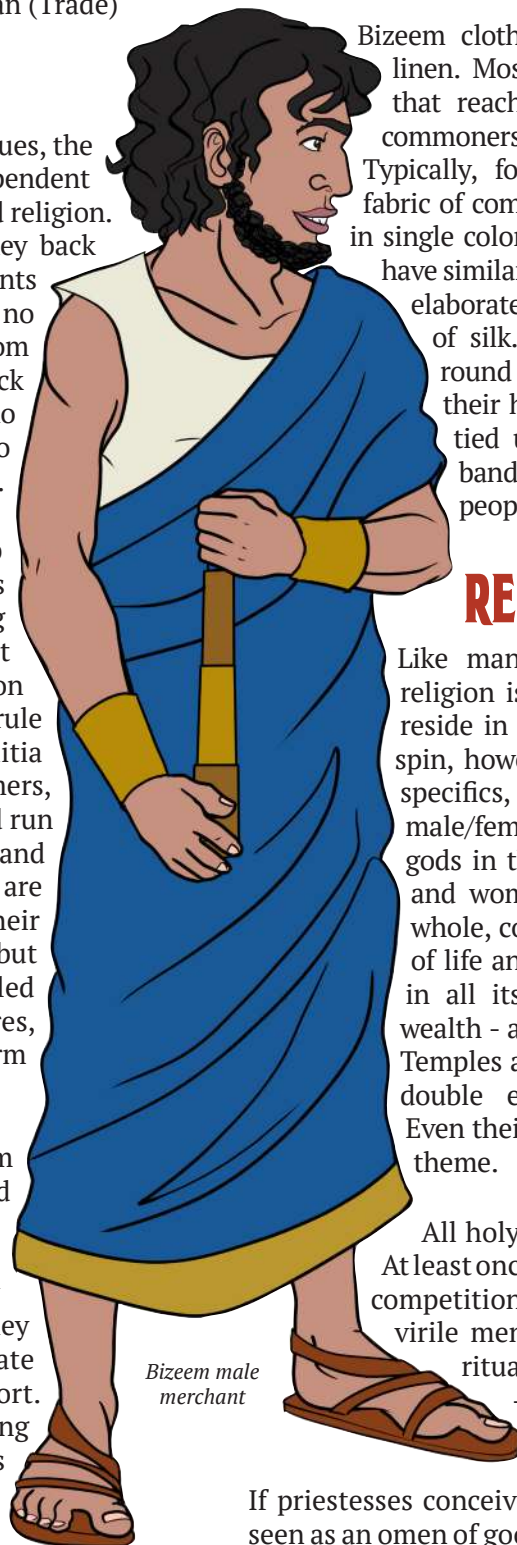 an (Trade)
ues, the
pendent
d religion.
ey back
nts
no
om
ck
o
o
.
o
s
g
t
on
rule
itia
ners,
l run
and
are
heir
but
led
res,
rm
m
d
ey
ate
ort.
ng
s
Bizeem male
merchant
Bizeem cloth
linen. Mos
that reach
commoners
Typically, fo
fabric of com
in single color
have similar
elaborate
of silk.
round
their h
tied u
band
peop
RE
Like man
religion is
reside in
spin, howe
specifics,
male/fem
gods in t
and wom
whole, co
of life an
in all its
wealth - a
Temples a
double e
Even thei
theme.
All holy
At least onc
competition
virile mer
ritua
If priestesses conceiv
seen as an omen of goo